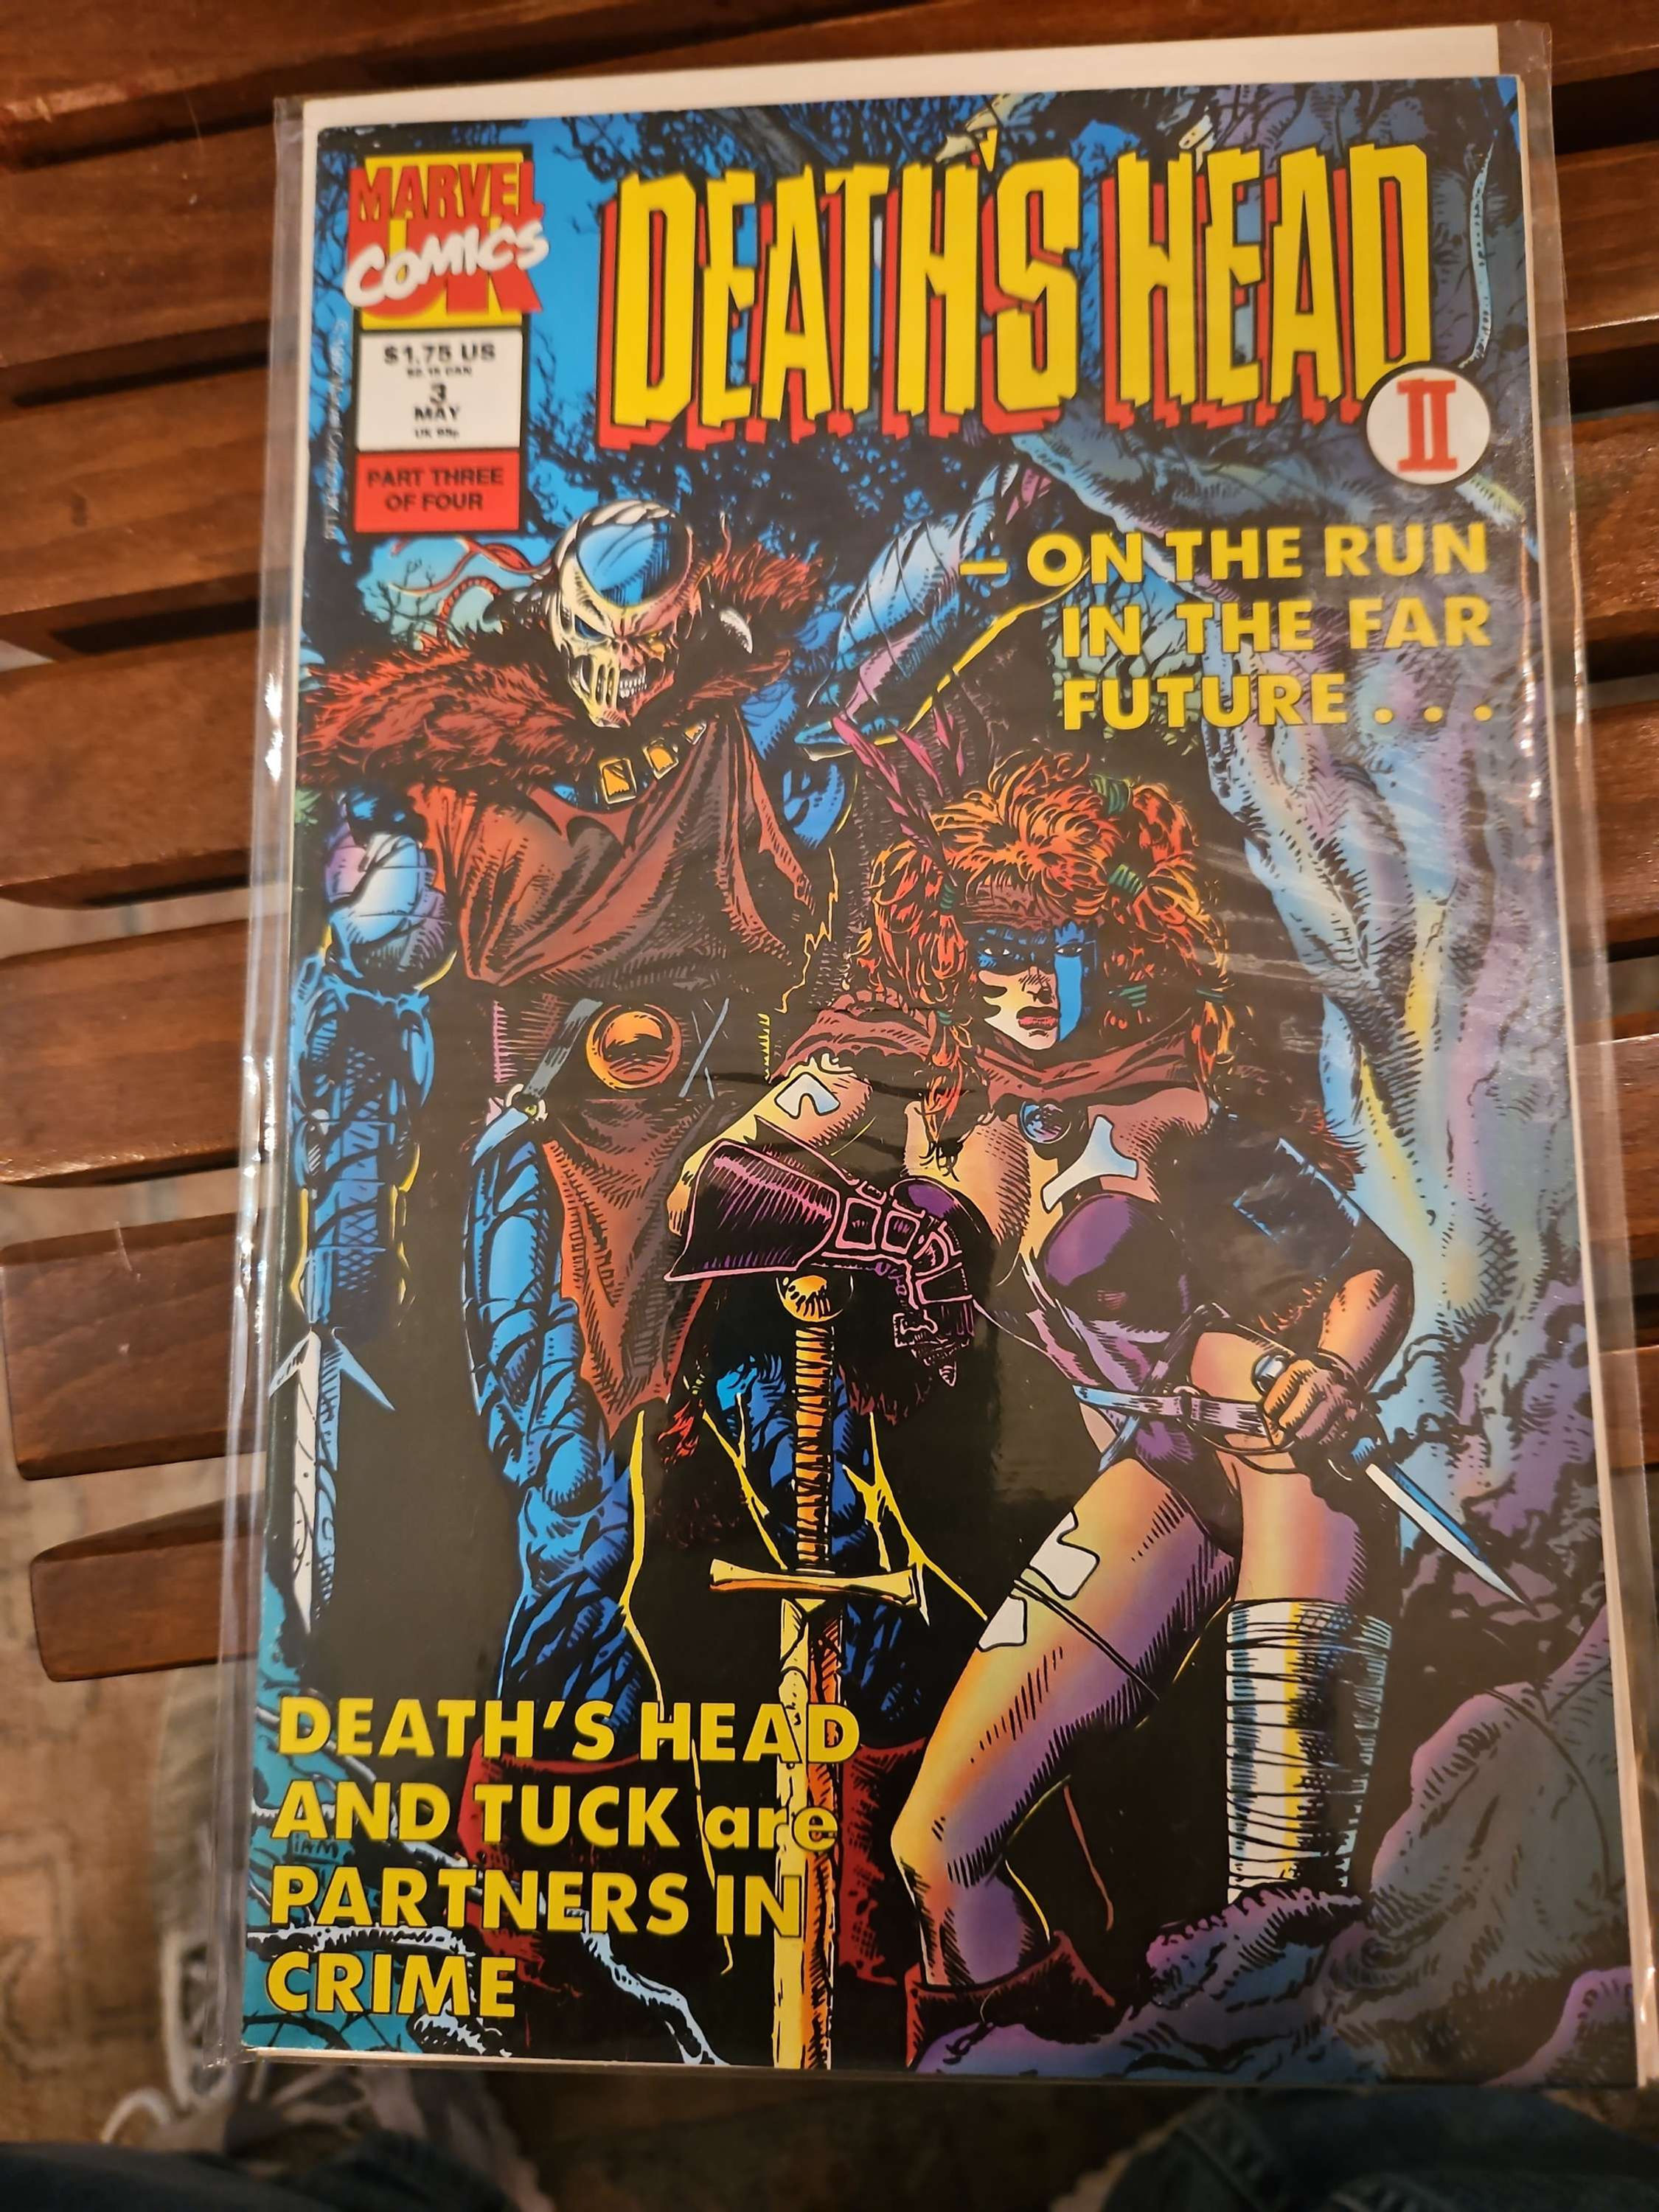 MARVEL
COMICS
UK
DEATH'S HEAD
II
$1.75 US
3
MAY
PART THREE
OF FOUR
– ON THE RUN
IN THE FAR
FUTURE . . .
DEATH'S HEAD
AND TUCK are
PARTNERS IN
CRIME
LIAM